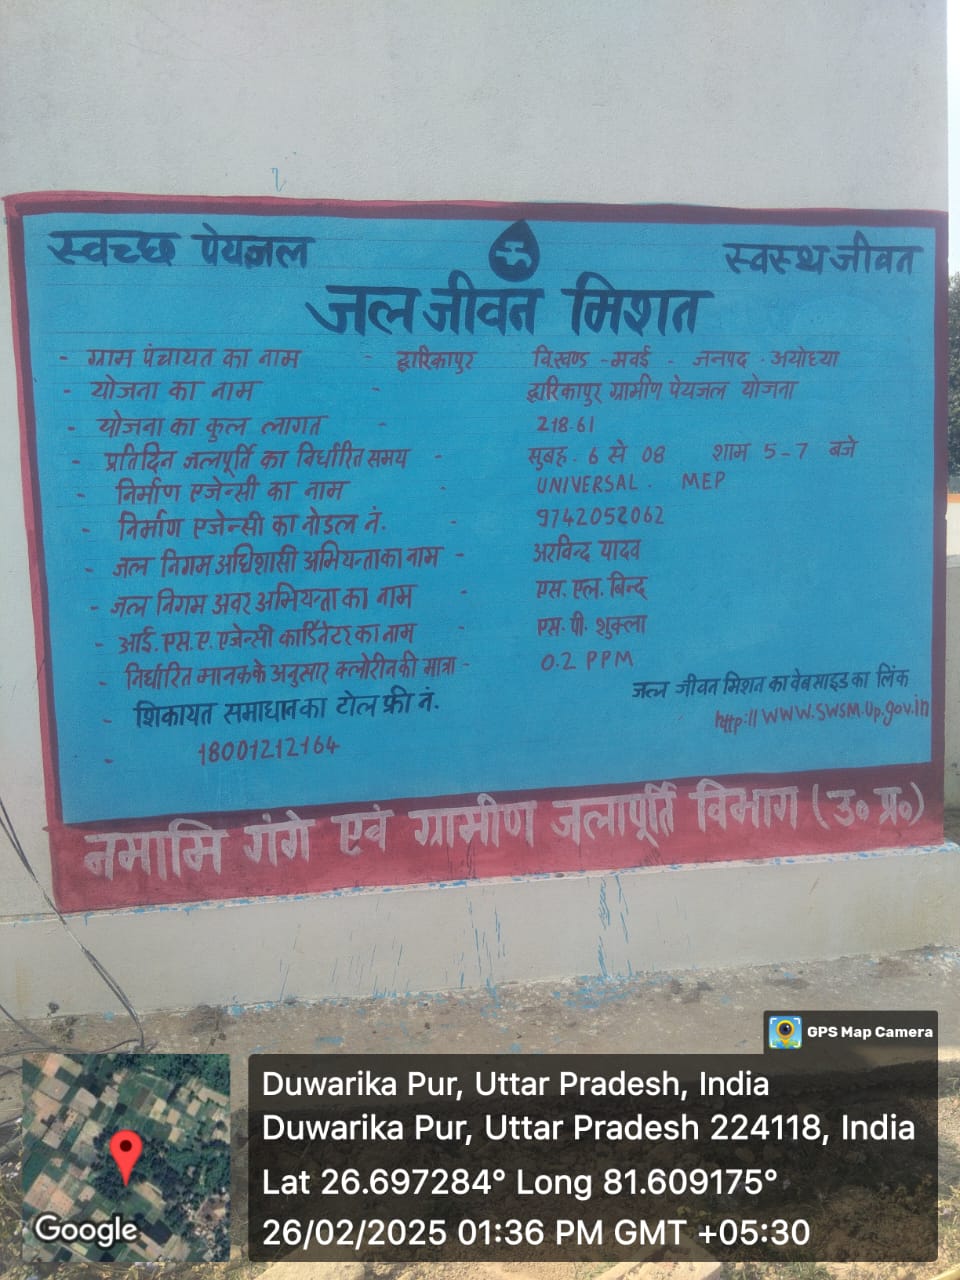 स्वच्छ पेयजल स्वस्थ जीवन
जल जीवन मिशन
- ग्राम पंचायत का नाम - द्वारिकापुर वि.खण्ड - मवई - जनपद - अयोध्या
- योजना का नाम - द्वारिकापुर ग्रामीण पेयजल योजना
- योजना का कुल लागत - 218.61
- प्रतिदिन जलपूर्ति का निर्धारित समय - सुबह. 6 से 08 शाम 5-7 बजे
- निर्माण एजेन्सी का नाम - UNIVERSAL. MEP
- निर्माण एजेन्सी का नोडल नं. - 9742052062
- जल निगम अधिशासी अभियन्ता का नाम - अरविन्द यादव
- जल निगम अवर अभियन्ता का नाम - एस. एल. बिन्द
- आई. एस. ए. एजेन्सी कार्डिनेटर का नाम - एस. पी. शुक्ला
- निर्धारित मानक के अनुसार क्लोरीन की मात्रा - 0.2 PPM
- शिकायत समाधान का टोल फ्री नं. जल जीवन मिशन का वेबसाइड का लिंक
- 18001212164 http://www.swsm.up.gov.in
नमामि गंगे एवं ग्रामीण जलापूर्ति विभाग (उ० प्र०)
GPS Map Camera
Duwarika Pur, Uttar Pradesh, India
Duwarika Pur, Uttar Pradesh 224118, India
Lat 26.697284° Long 81.609175°
26/02/2025 01:36 PM GMT +05:30
Google